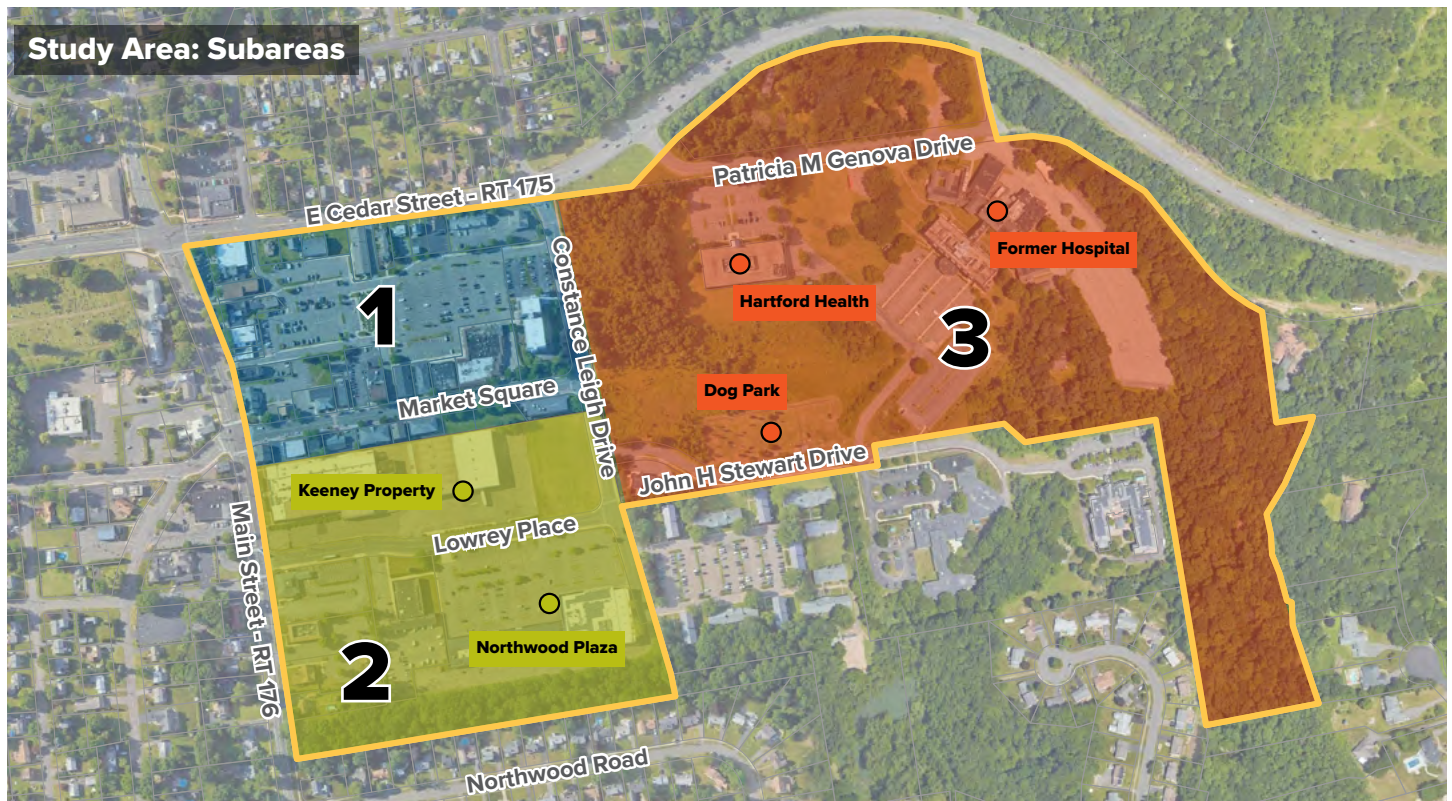 Study Area: Subareas
Patricia M Genova Drive
E Cedar Street - RT 175
Former Hospital
Hartford Health
1
3
Constance Leigh Drive
Market Square
Dog Park
John H Stewart Drive
Keeney Property
Lowrey Place
Main Street - RT 176
Northwood Plaza
2
Northwood Road